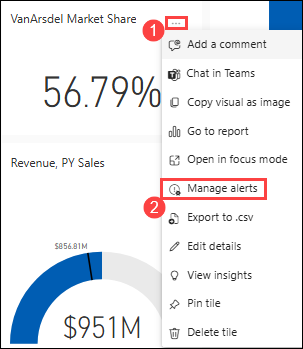 VanArsdel Market Share
...
1
56.79%
Add a comment
Chat in Teams
Copy visual as image
Go to report
Open in focus mode
Manage alerts
2
Export to .csv
Edit details
View insights
Pin tile
Delete tile
Revenue, PY Sales
$856.81M
$951M